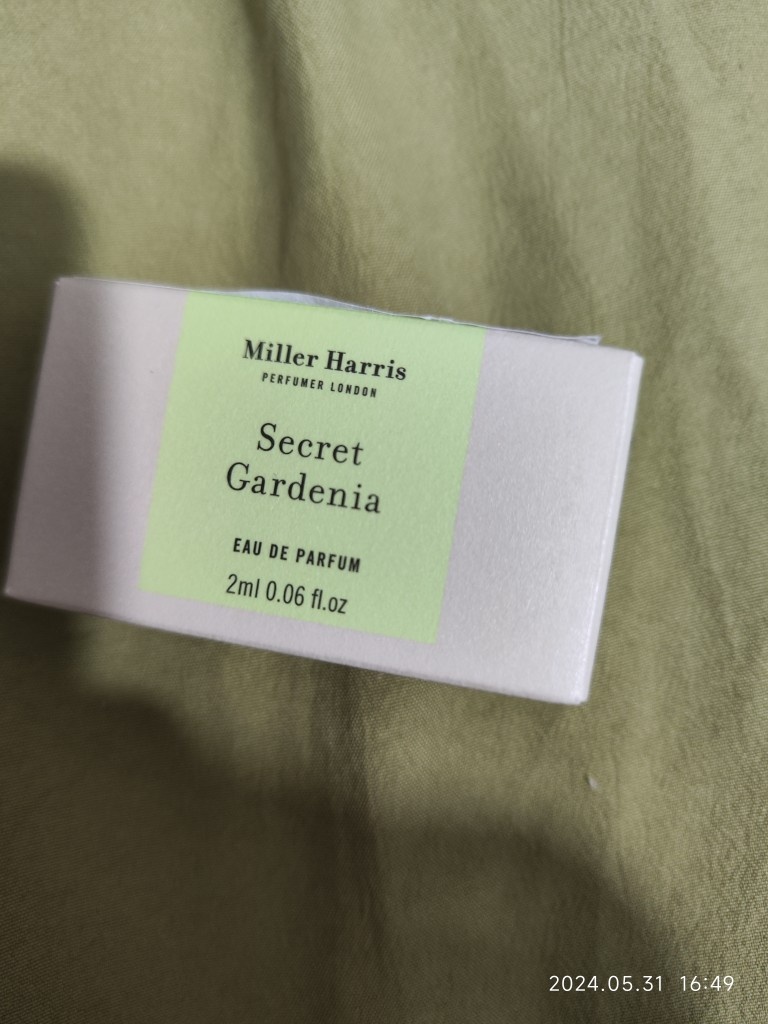 Miller Harris
PERFUMER LONDON
Secret
Gardenia
EAU DE PARFUM
2ml 0.06 fl.oz
2024.05.31 16:49